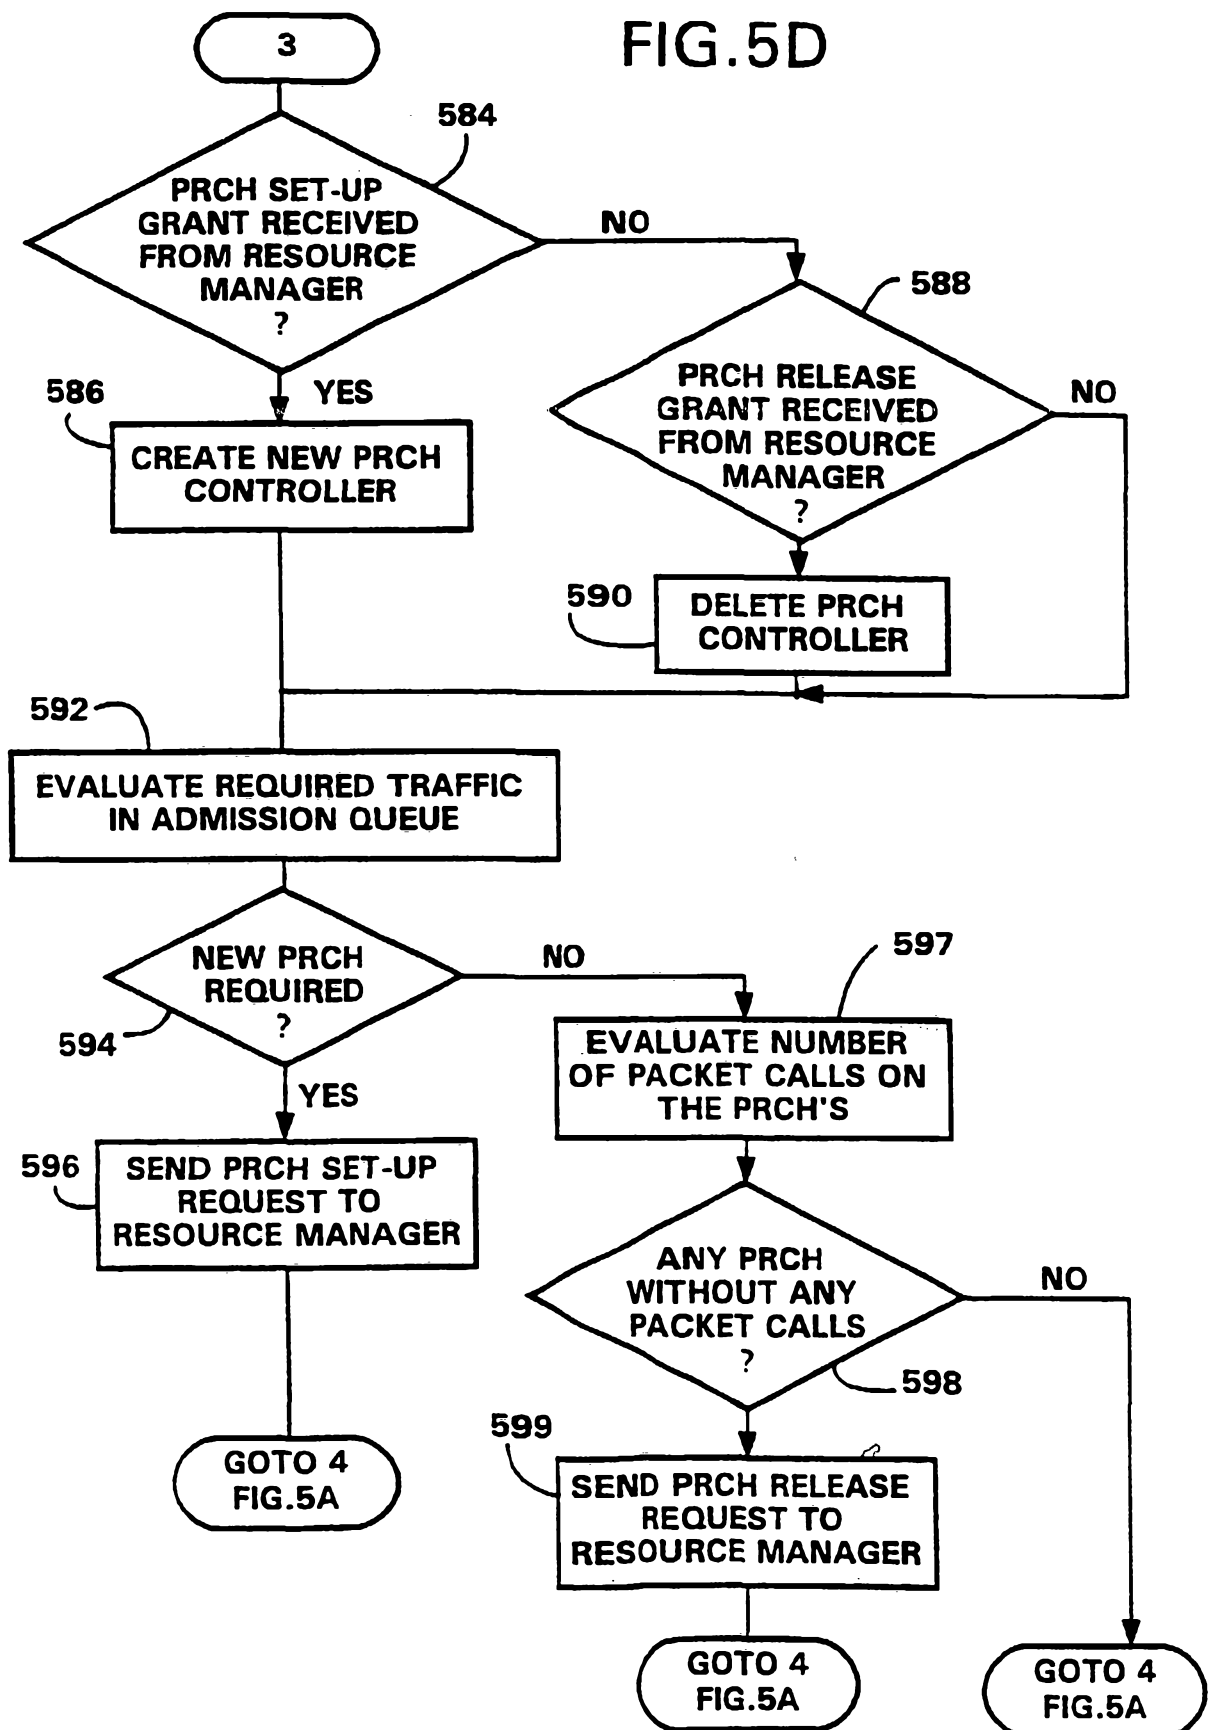 FIG.5D
3
584
PRCH SET-UP
GRANT RECEIVED
FROM RESOURCE
MANAGER
?
NO
YES
588
PRCH RELEASE
GRANT RECEIVED
FROM RESOURCE
MANAGER
?
NO
586
CREATE NEW PRCH
CONTROLLER
590
DELETE PRCH
CONTROLLER
592
EVALUATE REQUIRED TRAFFIC
IN ADMISSION QUEUE
NEW PRCH
REQUIRED
?
594
NO
YES
597
EVALUATE NUMBER
OF PACKET CALLS ON
THE PRCH'S
596
SEND PRCH SET-UP
REQUEST TO
RESOURCE MANAGER
ANY PRCH
WITHOUT ANY
PACKET CALLS
?
NO
598
GOTO 4
FIG.5A
599
SEND PRCH RELEASE
REQUEST TO
RESOURCE MANAGER
GOTO 4
FIG.5A
GOTO 4
FIG.5A